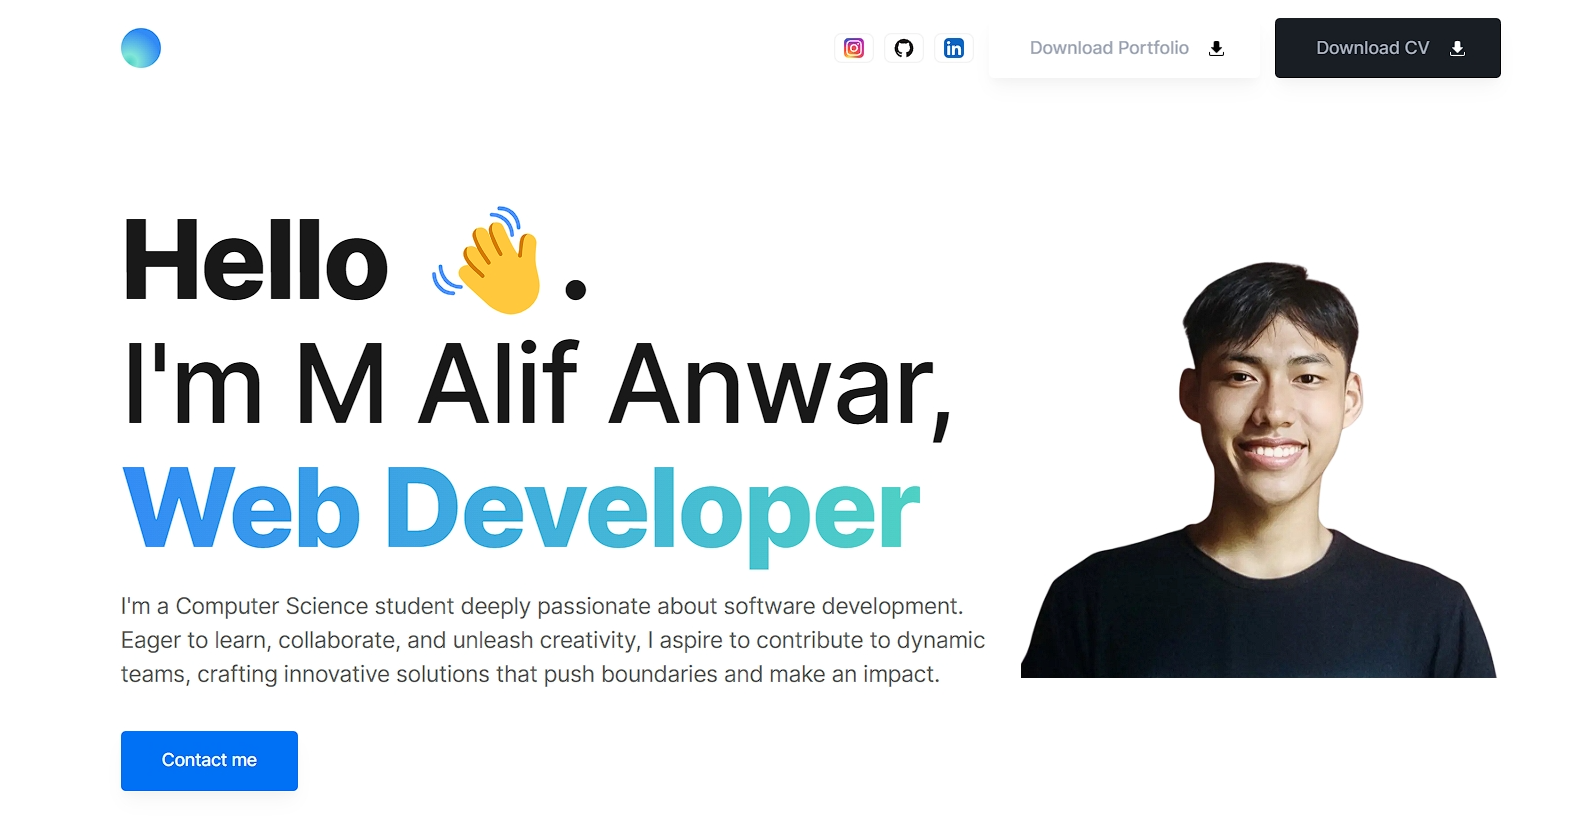 Download Portfolio
Download CV
Hello 👋.
I'm M Alif Anwar,
Web Developer
I'm a Computer Science student deeply passionate about software development.
Eager to learn, collaborate, and unleash creativity, I aspire to contribute to dynamic
teams, crafting innovative solutions that push boundaries and make an impact.
Contact me